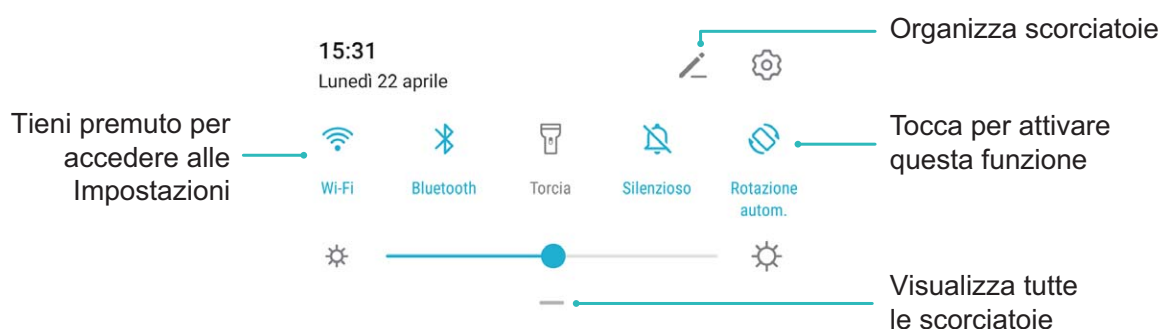 Organizza scorciatoie
15:31
Lunedì 22 aprile
Tieni premuto per
accedere alle
Impostazioni
Tocca per attivare
questa funzione
Wi-Fi
Bluetooth
Torcia
Silenzioso
Rotazione
autom.
Visualizza tutte
le scorciatoie